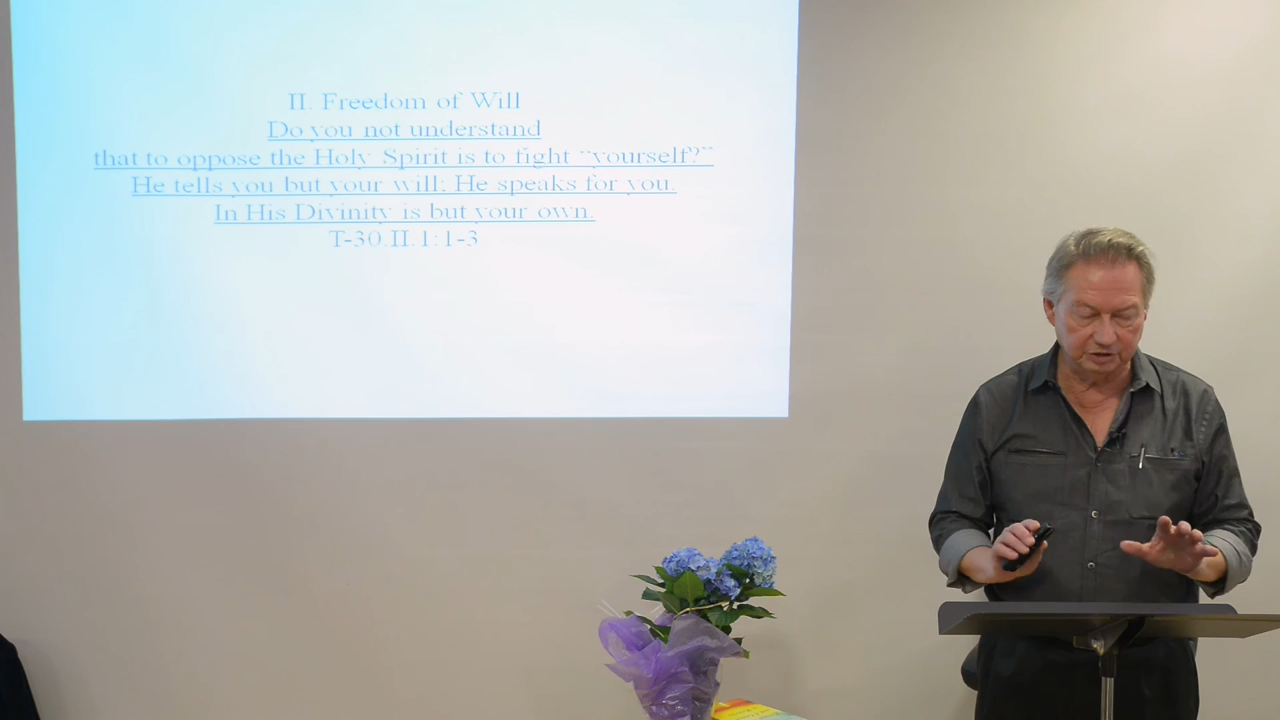 II. Freedom of Will
Do you not understand
that to oppose the Holy Spirit is to fight “yourself?”
He tells you but your will; He speaks for you.
In His Divinity is but your own.
T-30.II.1:1-3